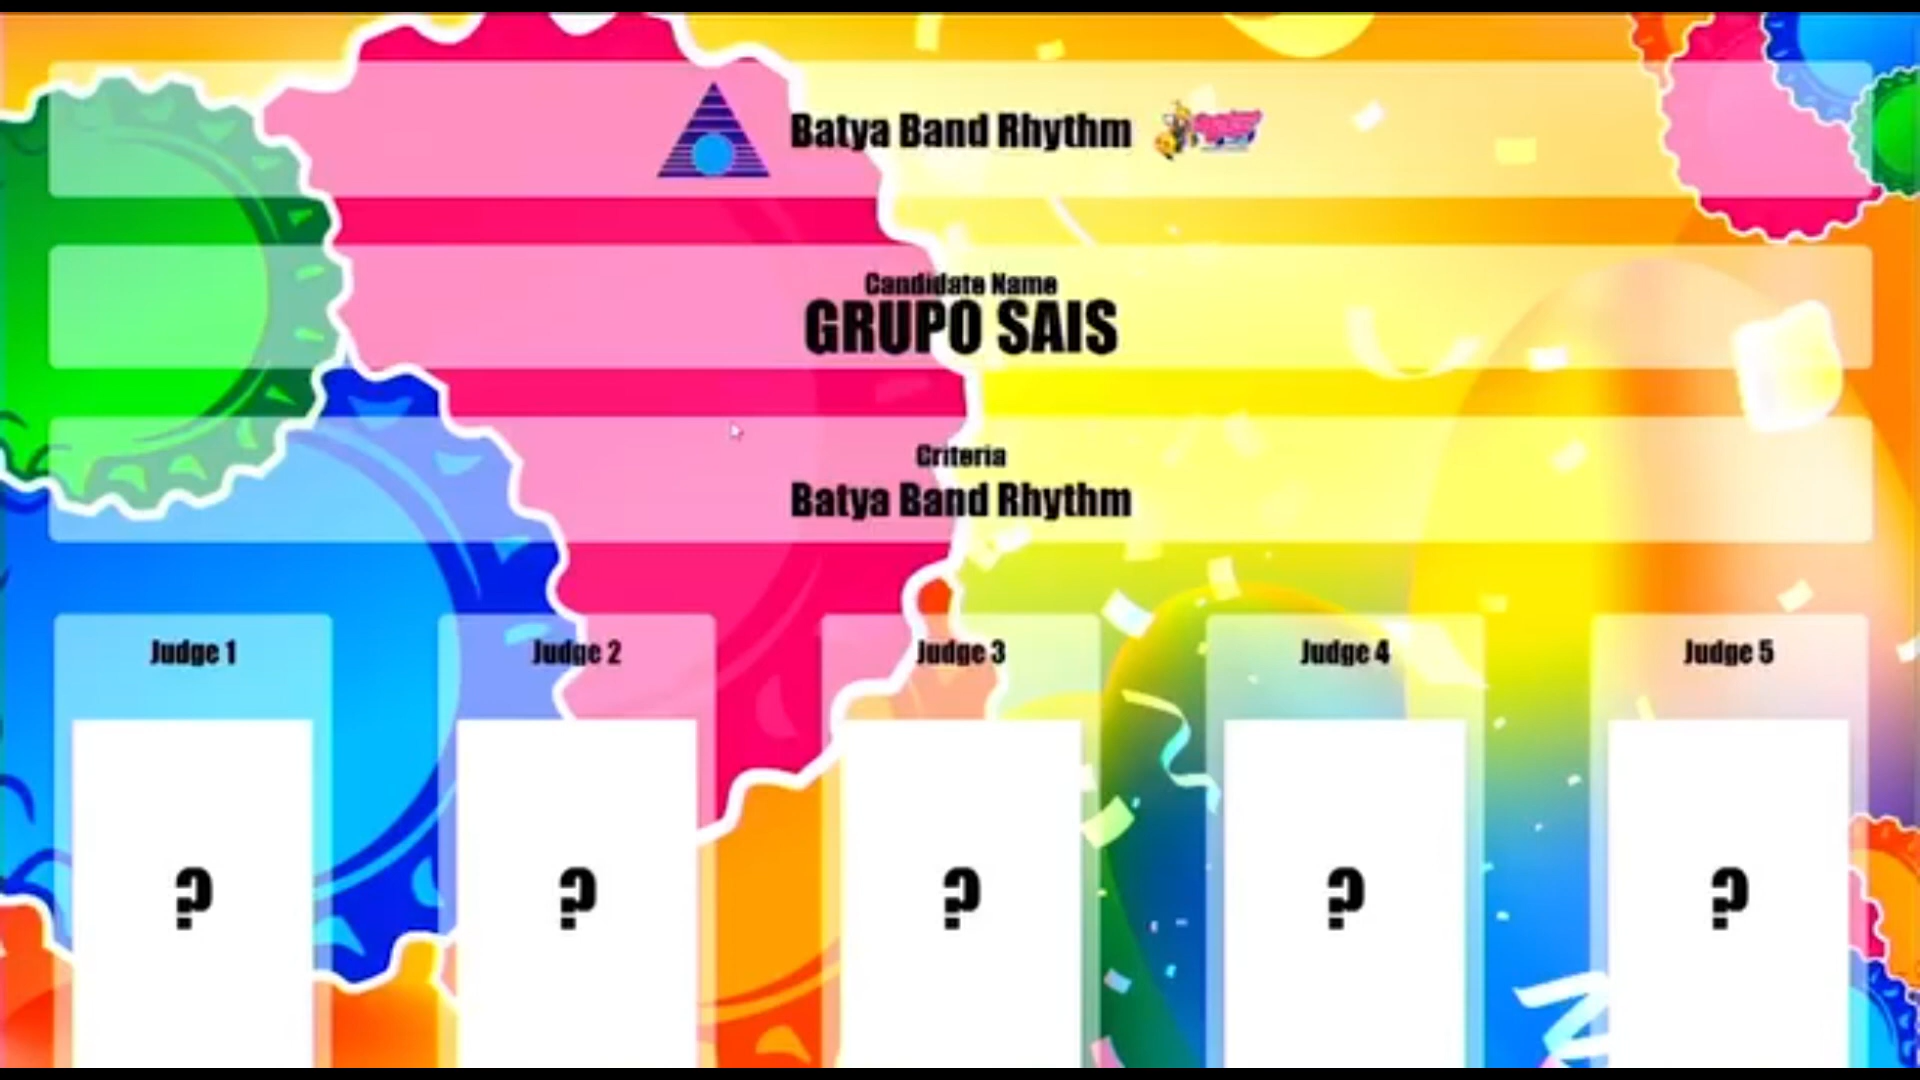 Batya Band Rhythm
Candidate Name
GRUPO SAIS
Criteria
Batya Band Rhythm
Judge 1
Judge 2
Judge 3
Judge 4
Judge 5
?
?
?
?
?